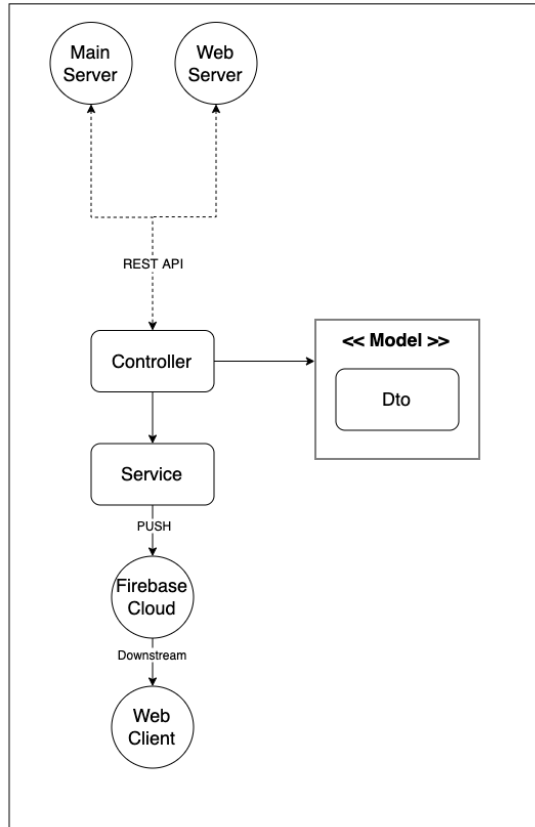 Main
Server
Web
Server
REST API
Controller
<< Model >>
Dto
Service
PUSH
Firebase
Cloud
Downstream
Web
Client